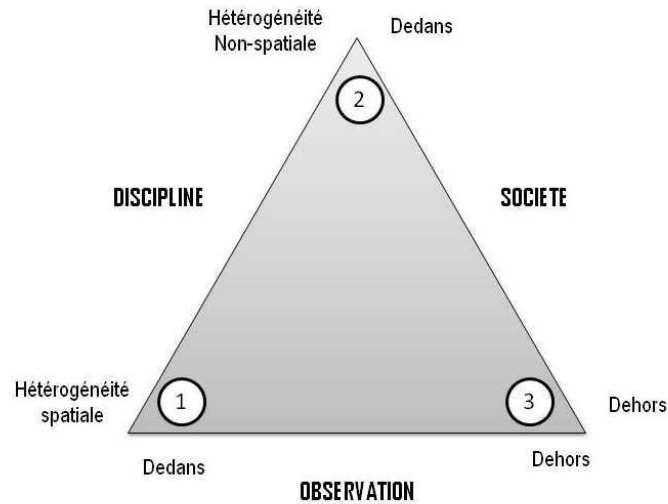 Hétérogénéité
Non-spatiale
Dedans
2
DISCIPLINE
SOCIETE
Hétérogénéité
spatiale
1
3
Dehors
Dedans
Dehors
OBSERVATION